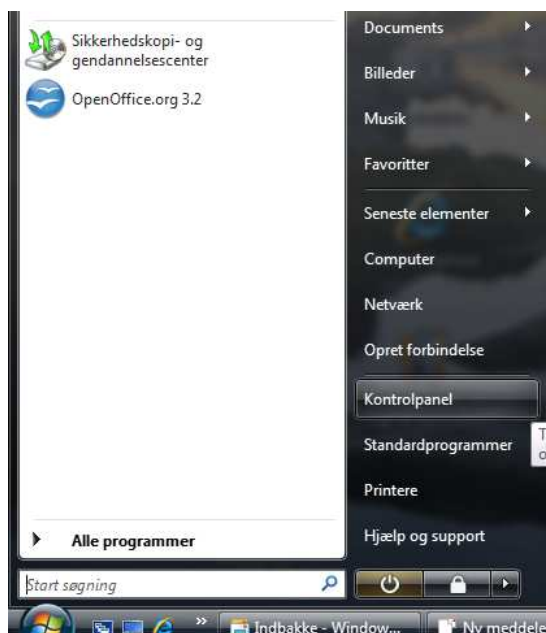 Sikkerhedskopi- og
gendannelsescenter
OpenOffice.org 3.2
Alle programmer
Start søgning
Documents
Billeder
Musik
Favoritter
Seneste elementer
Computer
Netværk
Opret forbindelse
Kontrolpanel
Standardprogrammer
Printere
Hjælp og support
Indbakke - Window...
Ny meddele